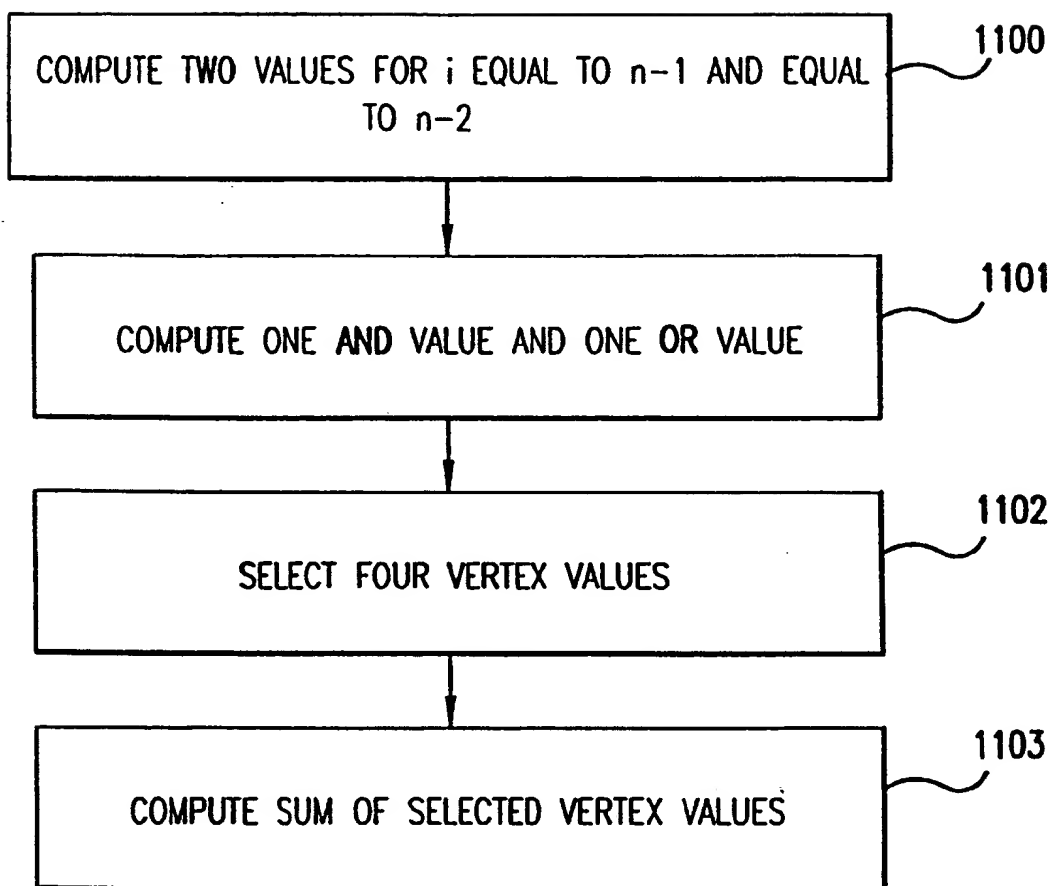 1100
COMPUTE TWO VALUES FOR i EQUAL TO n-1 AND EQUAL
TO n-2
1101
COMPUTE ONE AND VALUE AND ONE OR VALUE
1102
SELECT FOUR VERTEX VALUES
1103
COMPUTE SUM OF SELECTED VERTEX VALUES